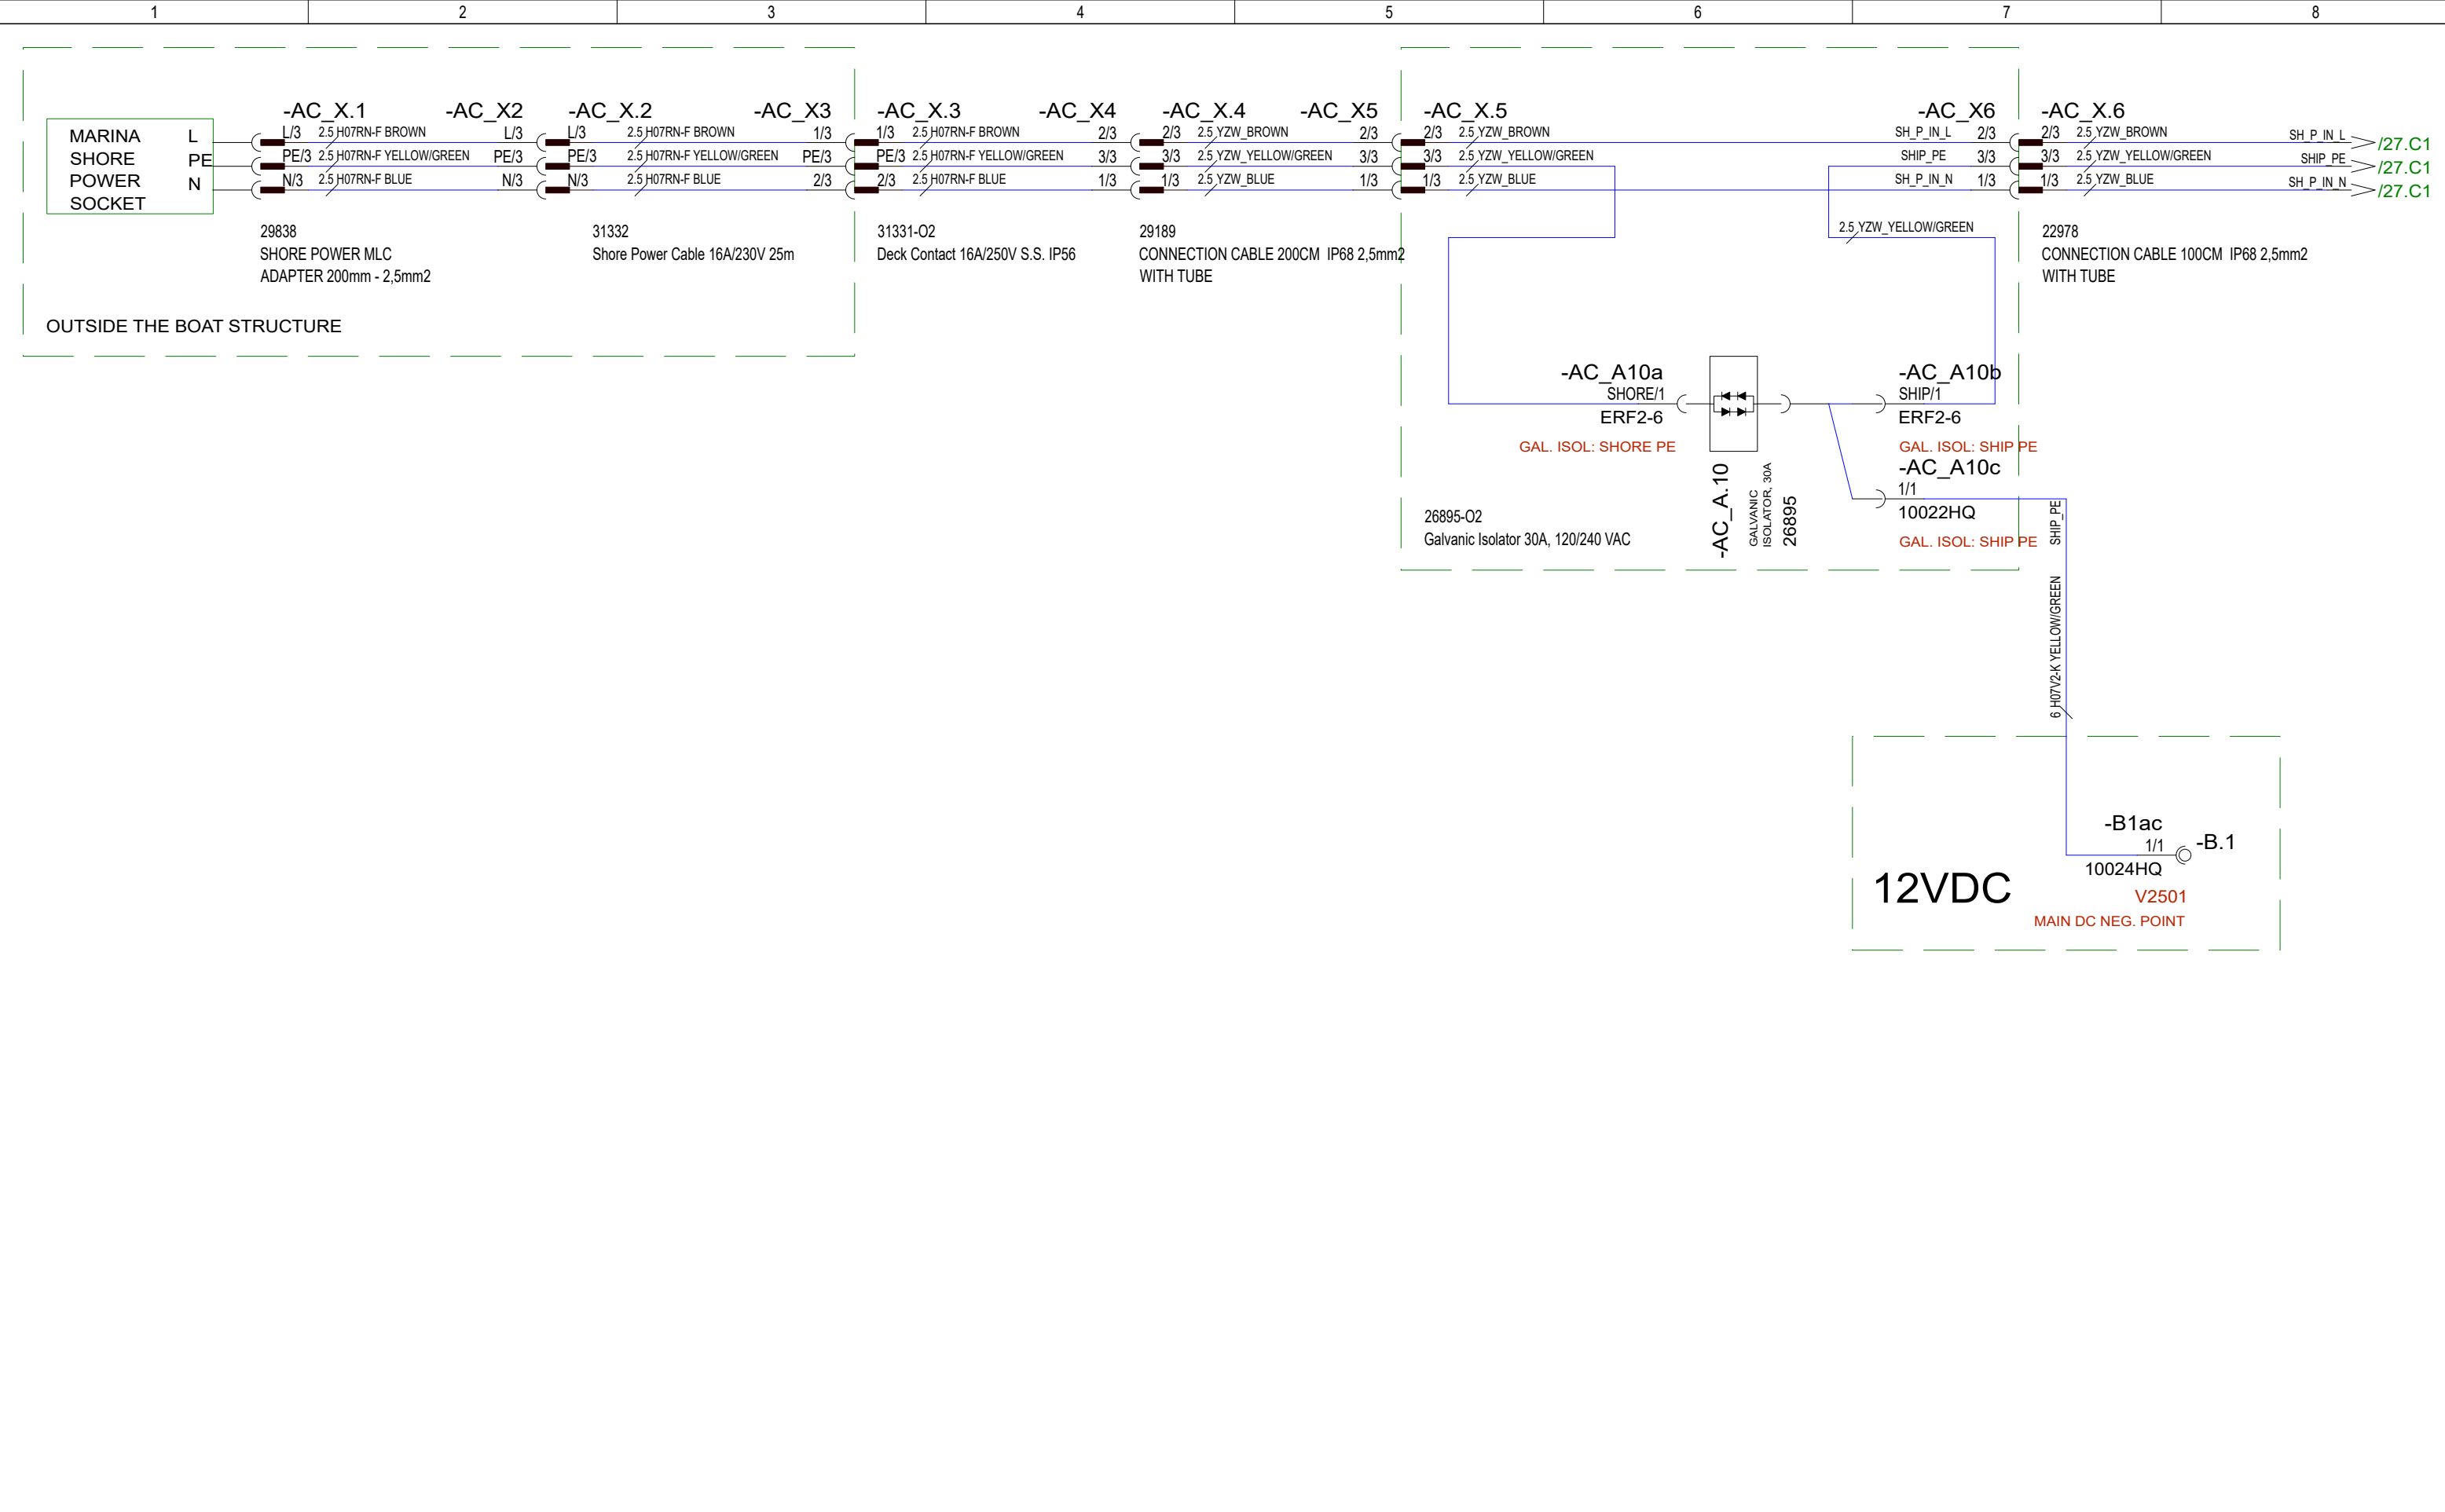 1 2 3 4 5 6 7 8
-AC_X.1 -AC_X2 -AC_X.2 -AC_X3 -AC_X.3 -AC_X4 -AC_X.4 -AC_X5 -AC_X.5 -AC_X6 -AC_X.6
MARINA L L/3 2.5 H07RN-F BROWN L/3 L/3 2.5 H07RN-F BROWN 1/3 1/3 2.5 H07RN-F BROWN 2/3 2/3 2.5 YZW_BROWN 2/3 2/3 2.5 YZW_BROWN SH_P_IN_L 2/3 2/3 2.5 YZW_BROWN SH_P_IN_L /27.C1
SHORE PE PE/3 2.5 H07RN-F YELLOW/GREEN PE/3 PE/3 2.5 H07RN-F YELLOW/GREEN PE/3 PE/3 2.5 H07RN-F YELLOW/GREEN 3/3 3/3 2.5 YZW_YELLOW/GREEN 3/3 3/3 2.5 YZW_YELLOW/GREEN SHIP_PE 3/3 3/3 2.5 YZW_YELLOW/GREEN SHIP_PE /27.C1
POWER N N/3 2.5 H07RN-F BLUE N/3 N/3 2.5 H07RN-F BLUE 2/3 2/3 2.5 H07RN-F BLUE 1/3 1/3 2.5 YZW_BLUE 1/3 1/3 2.5 YZW_BLUE SH_P_IN_N 1/3 1/3 2.5 YZW_BLUE SH_P_IN_N /27.C1
SOCKET
29838
SHORE POWER MLC
ADAPTER 200mm - 2,5mm2
31332
Shore Power Cable 16A/230V 25m
31331-O2
Deck Contact 16A/250V S.S. IP56
29189
CONNECTION CABLE 200CM IP68 2,5mm2
WITH TUBE
2.5 YZW_YELLOW/GREEN
22978
CONNECTION CABLE 100CM IP68 2,5mm2
WITH TUBE
OUTSIDE THE BOAT STRUCTURE
-AC_A10a
SHORE/1
ERF2-6
GAL. ISOL: SHORE PE
-AC_A10b
SHIP/1
ERF2-6
GAL. ISOL: SHIP PE
-AC_A10c
1/1
10022HQ
GAL. ISOL: SHIP PE
-AC_A.10
GALVANIC
ISOLATOR, 30A
26895
26895-O2
Galvanic Isolator 30A, 120/240 VAC
SHIP_PE
6 H07V2-K YELLOW/GREEN
12VDC
-B1ac
1/1
-B.1
10024HQ
V2501
MAIN DC NEG. POINT